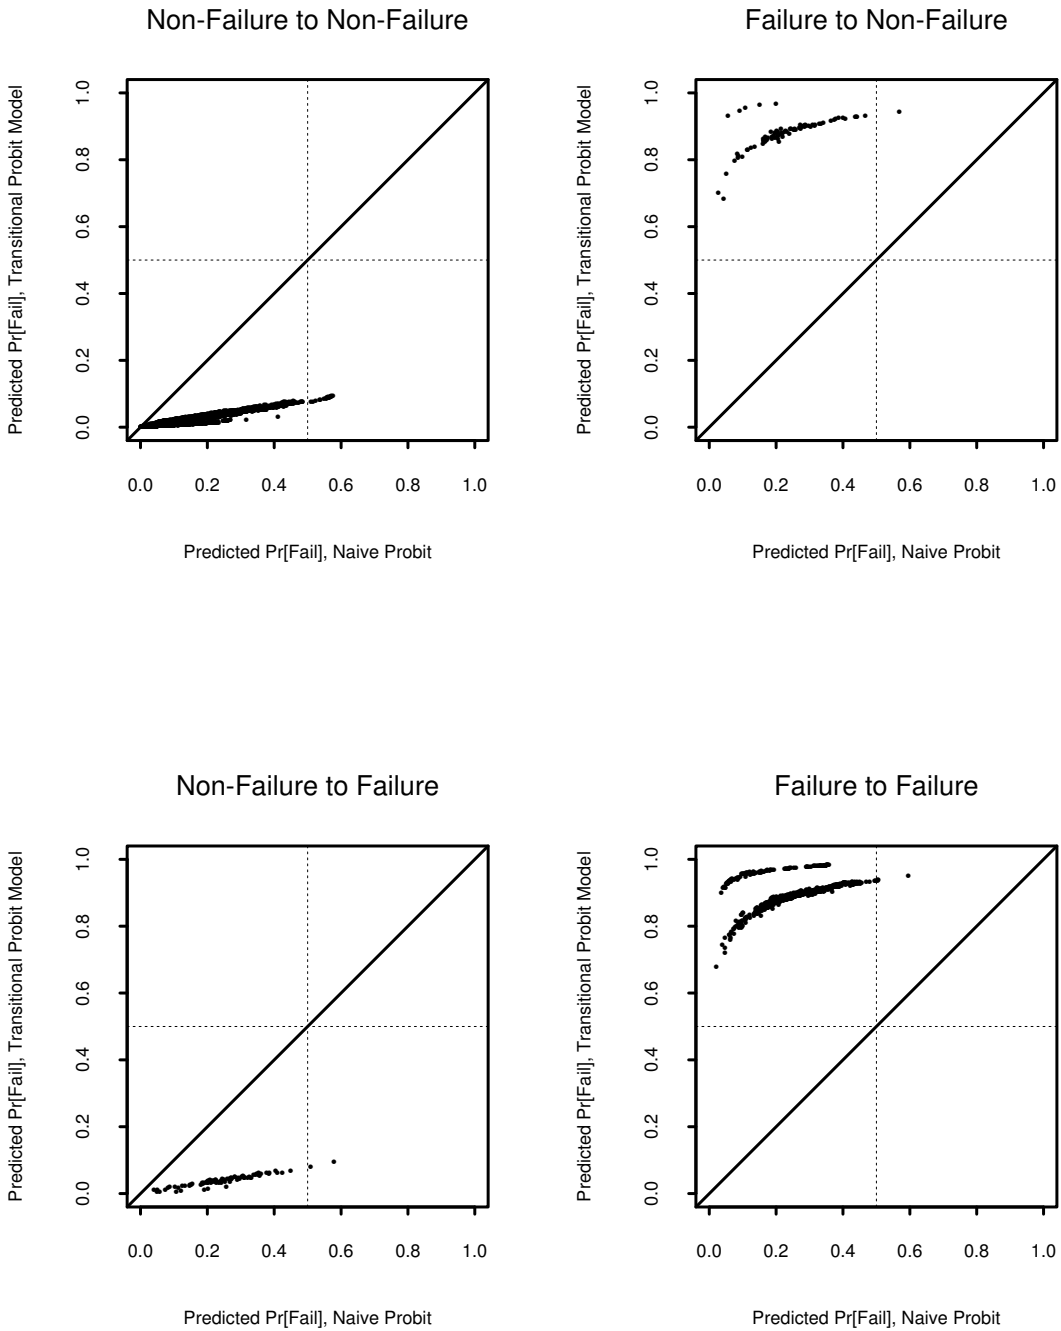 Non-Failure to Non-Failure
Predicted Pr[Fail], Transitional Probit Model
1.0
0.8
0.6
0.4
0.2
0.0
0.0 0.2 0.4 0.6 0.8 1.0
Predicted Pr[Fail], Naive Probit
Failure to Non-Failure
Predicted Pr[Fail], Transitional Probit Model
1.0
0.8
0.6
0.4
0.2
0.0
0.0 0.2 0.4 0.6 0.8 1.0
Predicted Pr[Fail], Naive Probit
Non-Failure to Failure
Predicted Pr[Fail], Transitional Probit Model
1.0
0.8
0.6
0.4
0.2
0.0
0.0 0.2 0.4 0.6 0.8 1.0
Predicted Pr[Fail], Naive Probit
Failure to Failure
Predicted Pr[Fail], Transitional Probit Model
1.0
0.8
0.6
0.4
0.2
0.0
0.0 0.2 0.4 0.6 0.8 1.0
Predicted Pr[Fail], Naive Probit